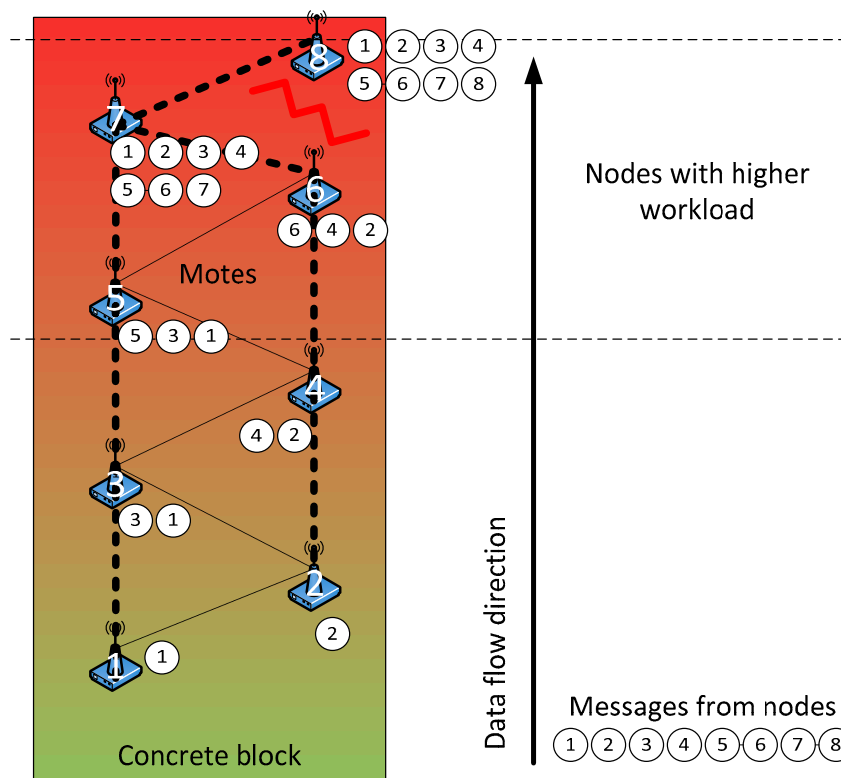 8
1 2 3 4
5 6 7 8
7
1 2 3 4
5 6 7
6
6 4 2
Nodes with higher
workload
Motes
5
5 3 1
4
4 2
3
3 1
2
2
1
1
Data flow direction
Messages from nodes
1 2 3 4 5 6 7 8
Concrete block